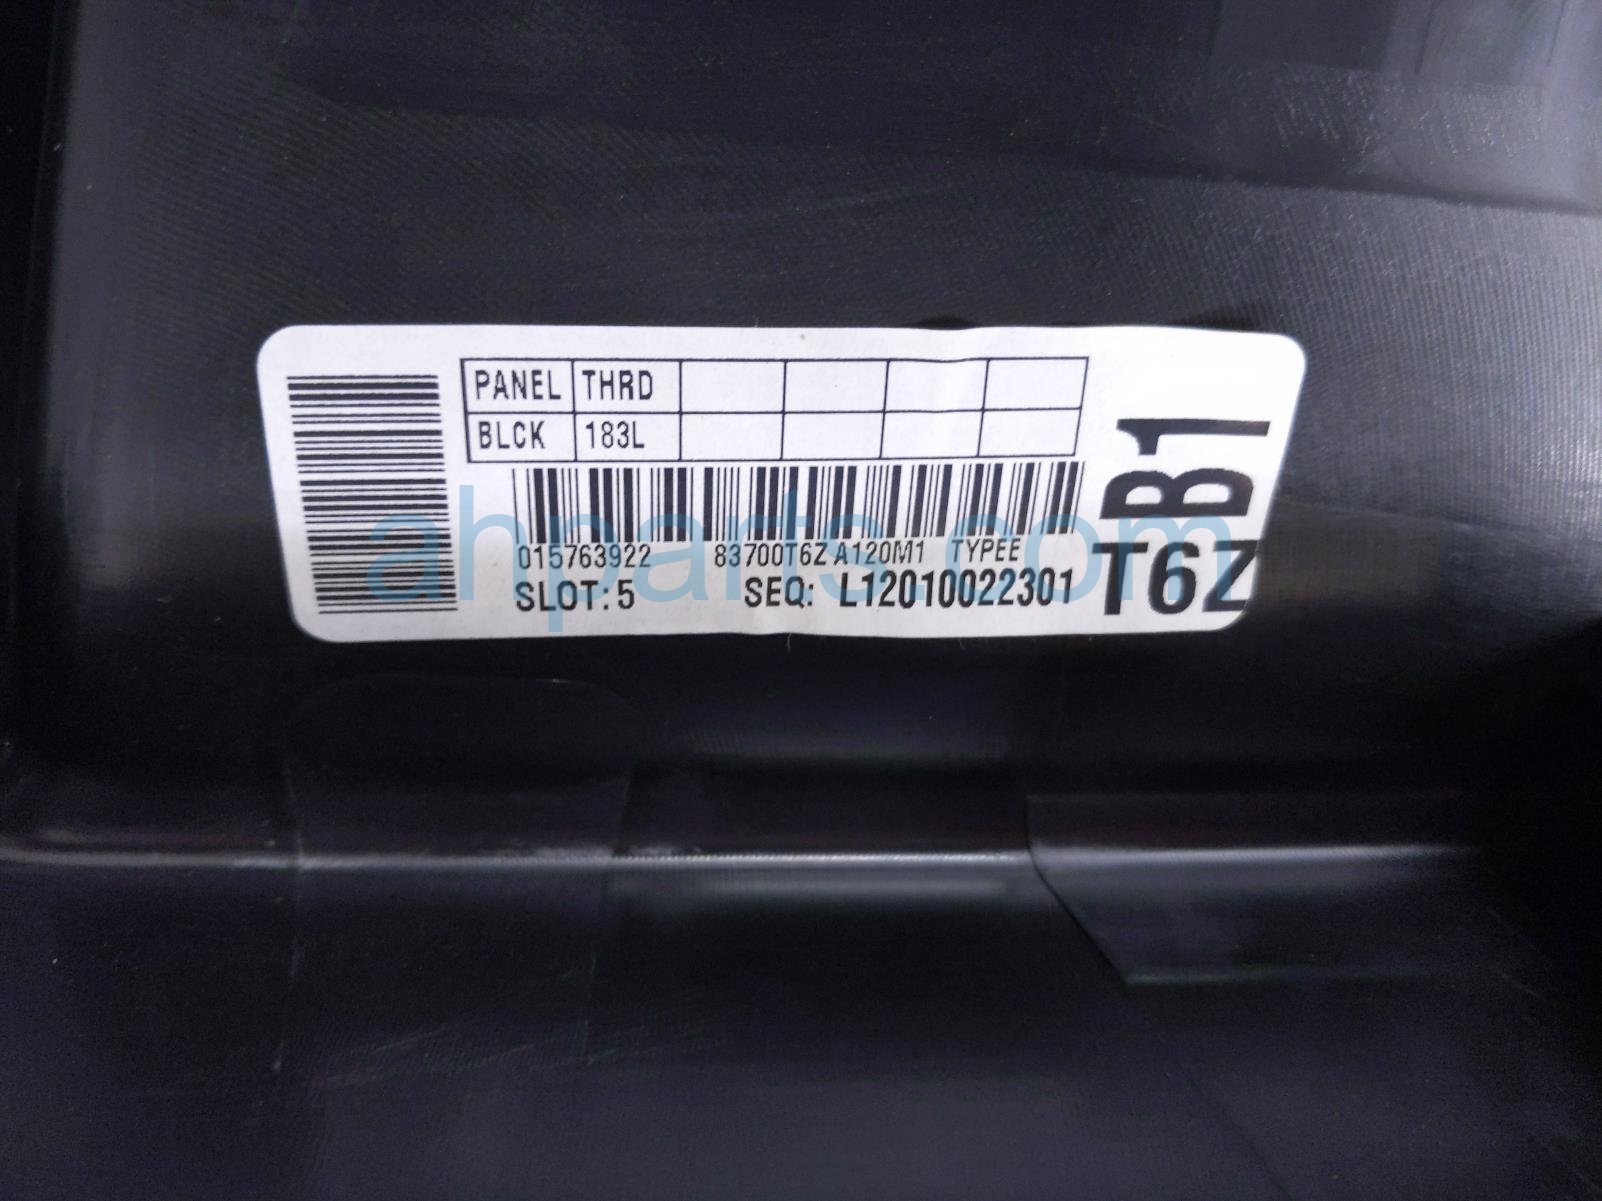 PANEL THRD
BLCK 183L
015763922 83700T6Z A120M1 TYPEE
SLOT: 5 SEQ: L12010022301
B1
T6Z
ahparts.com